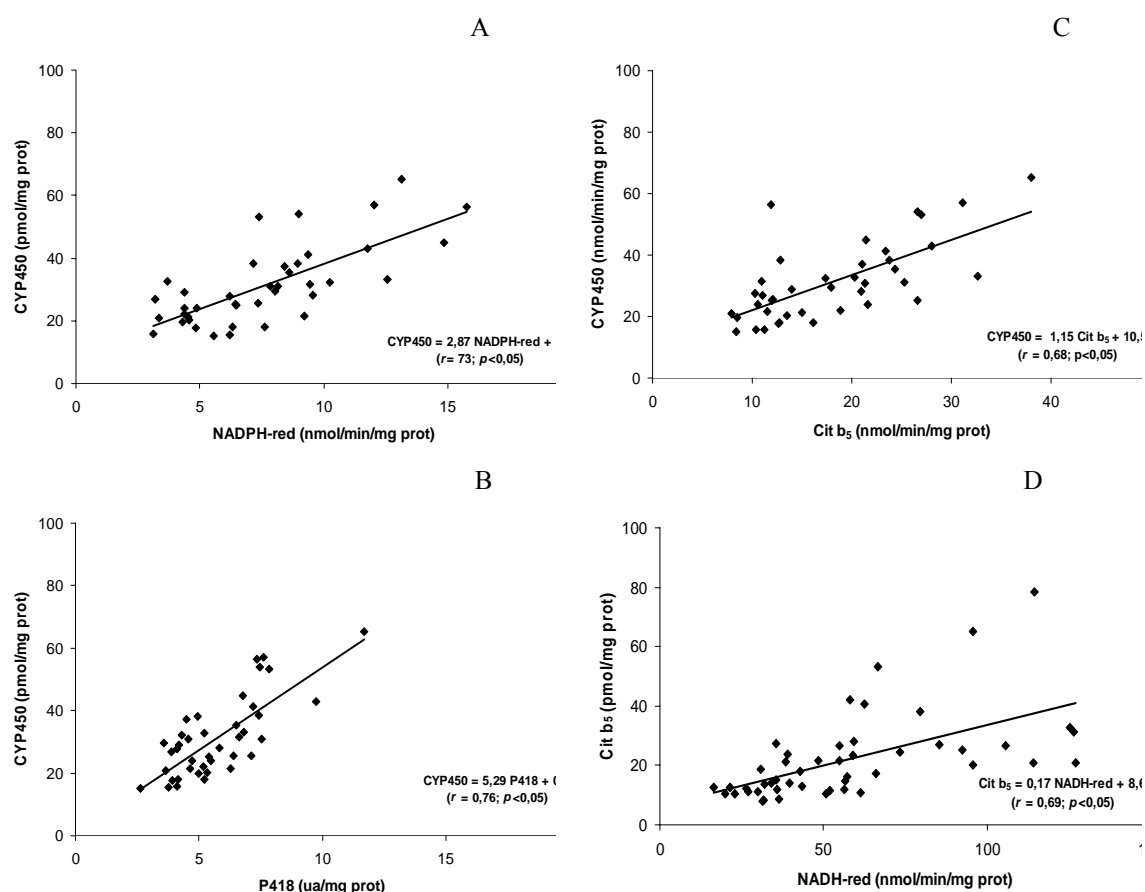 A
CYP450 (pmol/mg prot)
100
80
60
40
20
0
0 5 10 15
NADPH-red (nmol/min/mg prot)
CYP450 = 2,87 NADPH-red +
(r= 73; p<0,05)
C
CYP450 (nmol/min/mg prot)
100
80
60
40
20
0
0 10 20 30 40
Cit b₅ (nmol/min/mg prot)
CYP450 = 1,15 Cit b₅ + 10,5
(r = 0,68; p<0,05)
B
CYP450 (pmol/mg prot)
100
80
60
40
20
0
0 5 10 15
P418 (ua/mg prot)
CYP450 = 5,29 P418 + 0
(r = 0,76; p<0,05)
D
Cit b₅ (pmol/mg prot)
100
80
60
40
20
0
0 50 100 1
NADH-red (nmol/min/mg prot)
Cit b₅ = 0,17 NADH-red + 8,6
(r = 0,69; p<0,05)